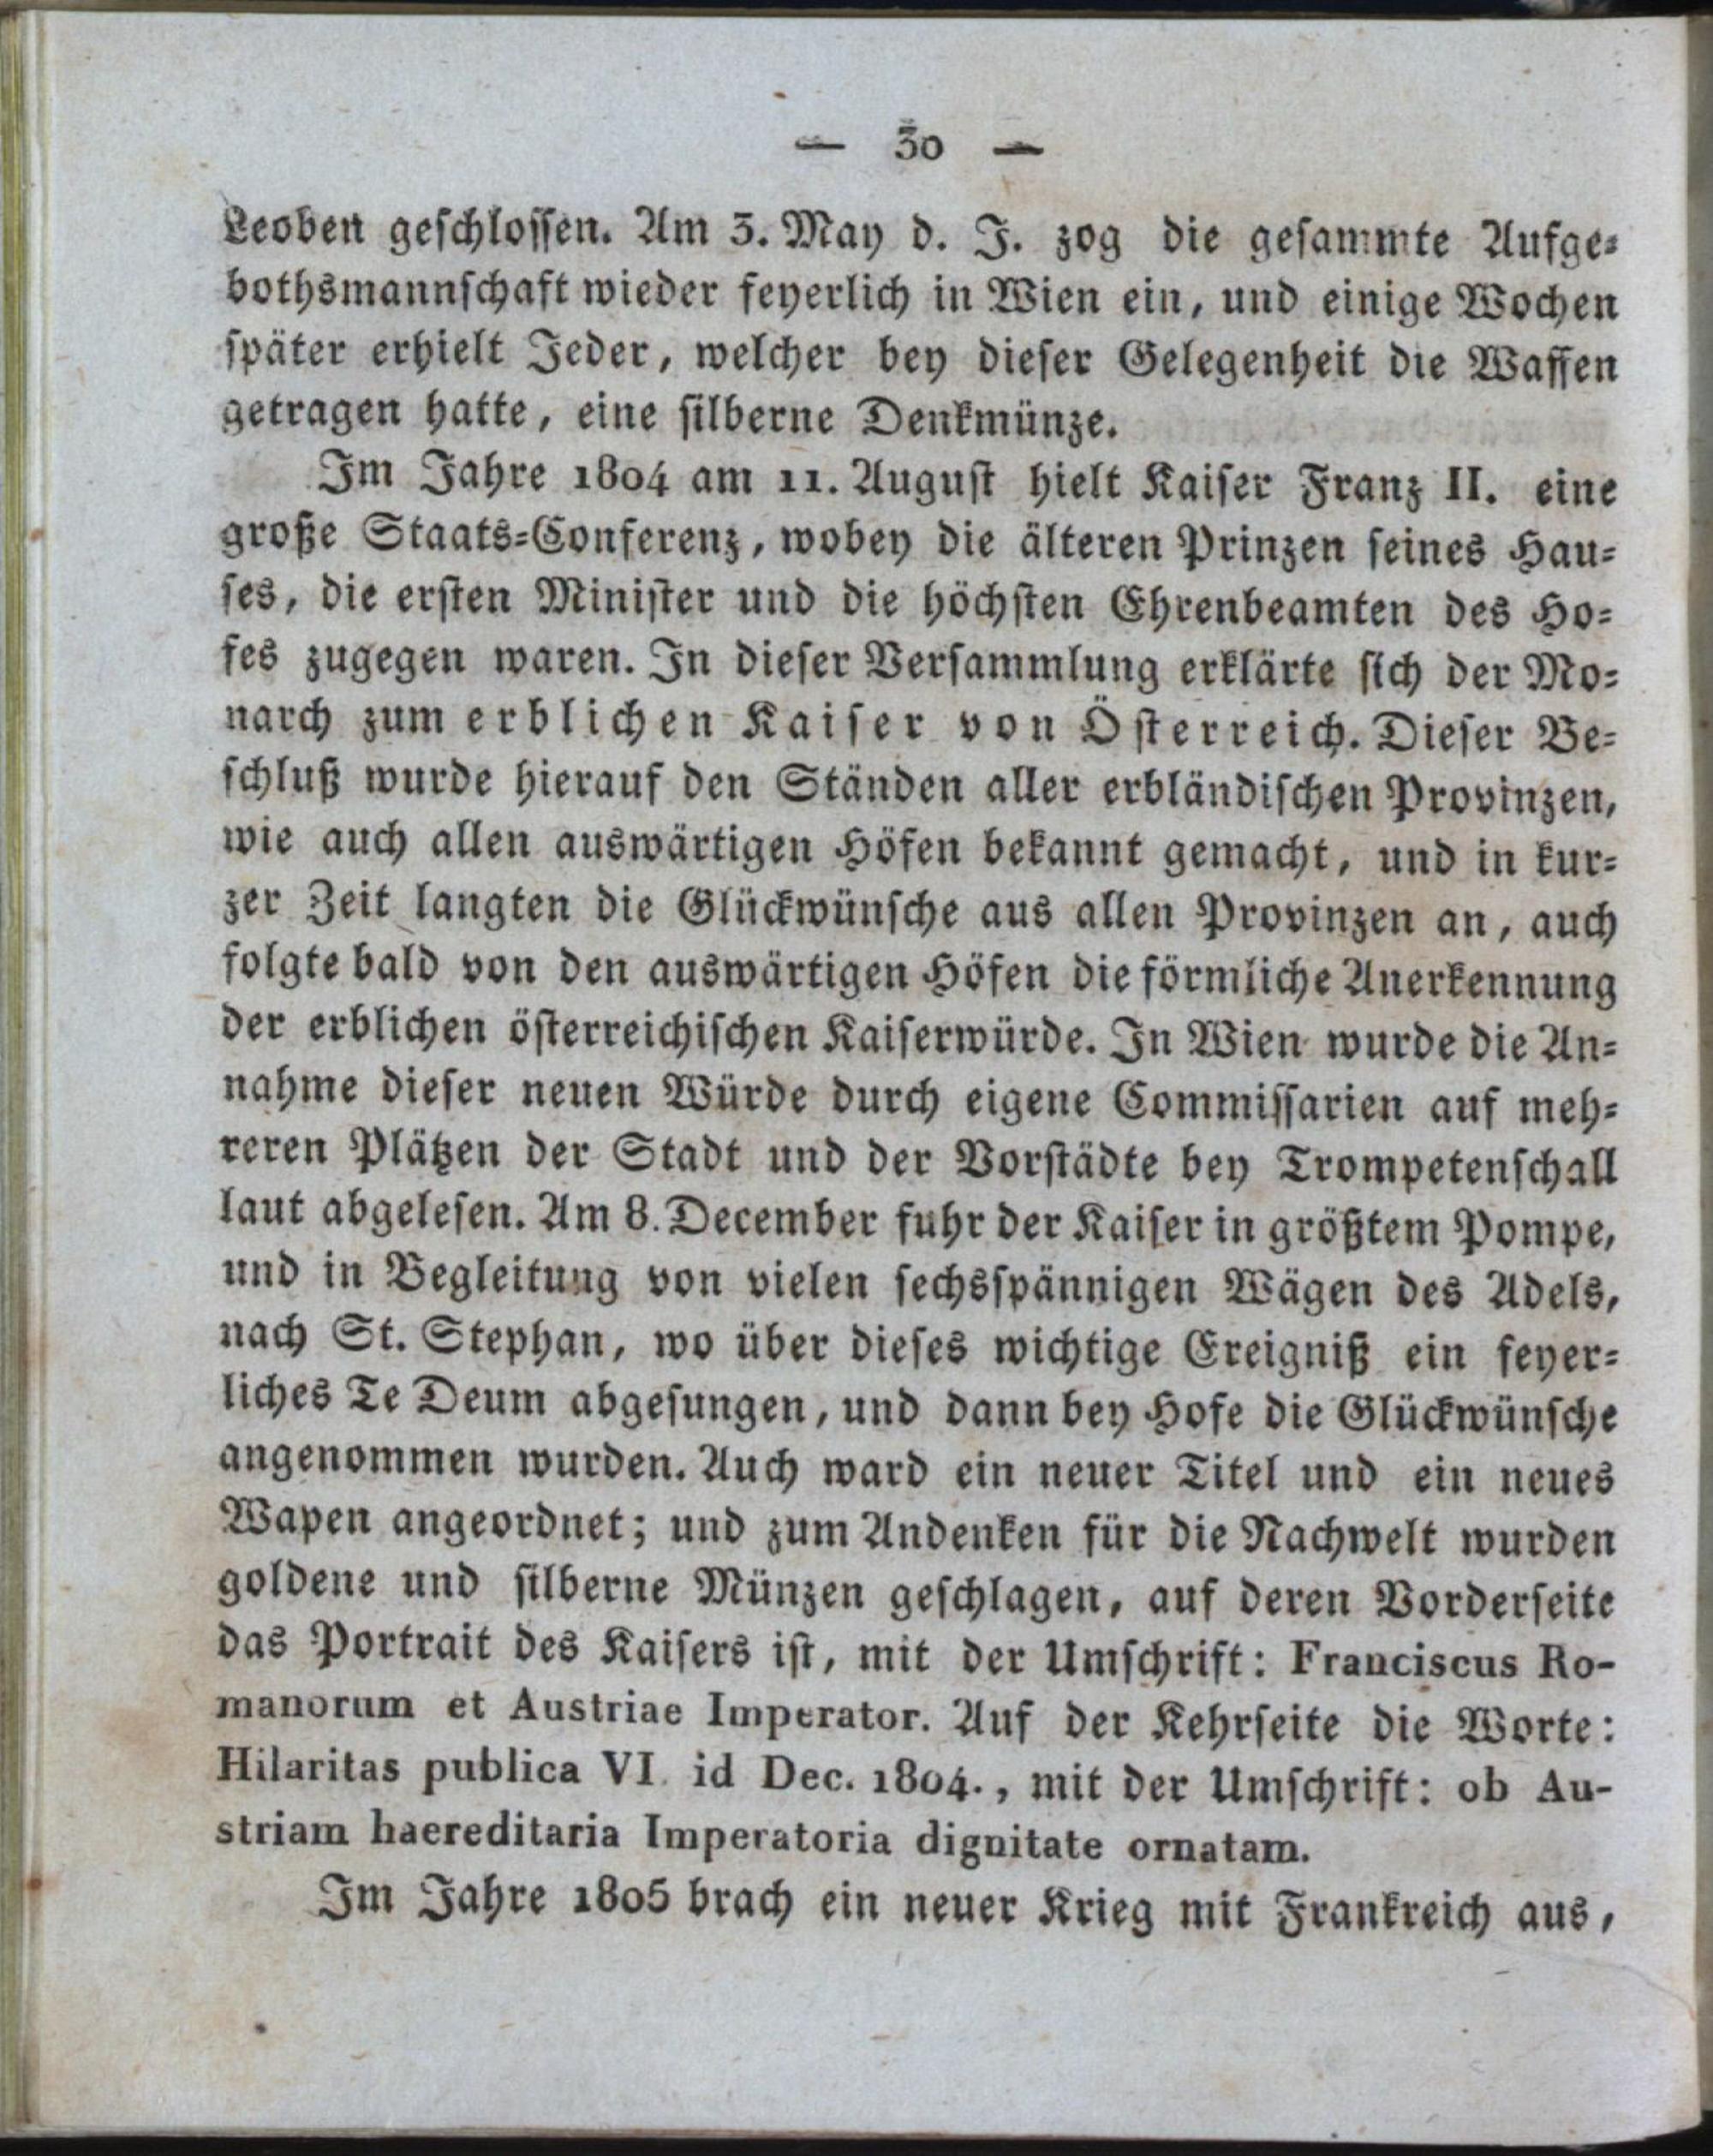 — 30 —
Leoben geschlossen. Am 3. May d. J. zog die gesammte Aufge-
bothsmannschaft wieder feyerlich in Wien ein, und einige Wochen
später erhielt Jeder, welcher bey dieser Gelegenheit die Waffen
getragen hatte, eine silberne Denkmünze.
Im Jahre 1804 am 11. August hielt Kaiser Franz II. eine
große Staats-Conferenz, wobey die älteren Prinzen seines Hau-
ses, die ersten Minister und die höchsten Ehrenbeamten des Ho-
fes zugegen waren. In dieser Versammlung erklärte sich der Mo-
narch zum erblichen Kaiser von Österreich. Dieser Be-
schluß wurde hierauf den Ständen aller erbländischen Provinzen,
wie auch allen auswärtigen Höfen bekannt gemacht, und in kur-
zer Zeit langten die Glückwünsche aus allen Provinzen an, auch
folgte bald von den auswärtigen Höfen die förmliche Anerkennung
der erblichen österreichischen Kaiserwürde. In Wien wurde die An-
nahme dieser neuen Würde durch eigene Commissarien auf meh-
reren Plätzen der Stadt und der Vorstädte bey Trompetenschall
laut abgelesen. Am 8. December fuhr der Kaiser in größtem Pompe,
und in Begleitung von vielen sechsspännigen Wägen des Adels,
nach St. Stephan, wo über dieses wichtige Ereigniß ein feyer-
liches Te Deum abgesungen, und dann bey Hofe die Glückwünsche
angenommen wurden. Auch ward ein neuer Titel und ein neues
Wapen angeordnet; und zum Andenken für die Nachwelt wurden
goldene und silberne Münzen geschlagen, auf deren Vorderseite
das Portrait des Kaisers ist, mit der Umschrift: Franciscus Ro-
manorum et Austriae Imperator. Auf der Kehrseite die Worte:
Hilaritas publica VI. id Dec. 1804., mit der Umschrift: ob Au-
striam haereditaria Imperatoria dignitate ornatam.
Im Jahre 1805 brach ein neuer Krieg mit Frankreich aus,